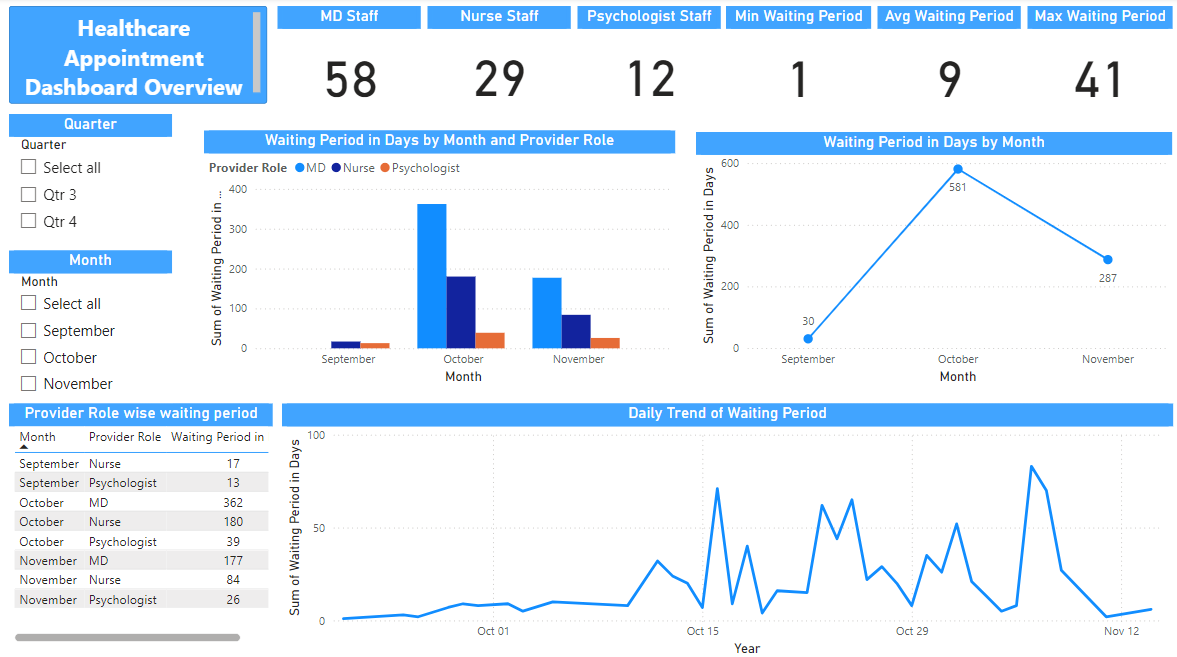 Healthcare
Appointment
Dashboard Overview
MD Staff
58
Nurse Staff
29
Psychologist Staff
12
Min Waiting Period
1
Avg Waiting Period
9
Max Waiting Period
41
Quarter
Quarter
Select all
Qtr 3
Qtr 4
Month
Month
Select all
September
October
November
Waiting Period in Days by Month and Provider Role
Provider Role MD Nurse Psychologist
Sum of Waiting Period in ...
400
300
200
100
0
September October November
Month
Waiting Period in Days by Month
Sum of Waiting Period in Days
600
400
200
0
30
581
287
September October November
Month
Provider Role wise waiting period
Month Provider Role Waiting Period in
September Nurse 17
September Psychologist 13
October MD 362
October Nurse 180
October Psychologist 39
November MD 177
November Nurse 84
November Psychologist 26
Daily Trend of Waiting Period
Sum of Waiting Period in Days
100
50
0
Oct 01 Oct 15 Oct 29 Nov 12
Year